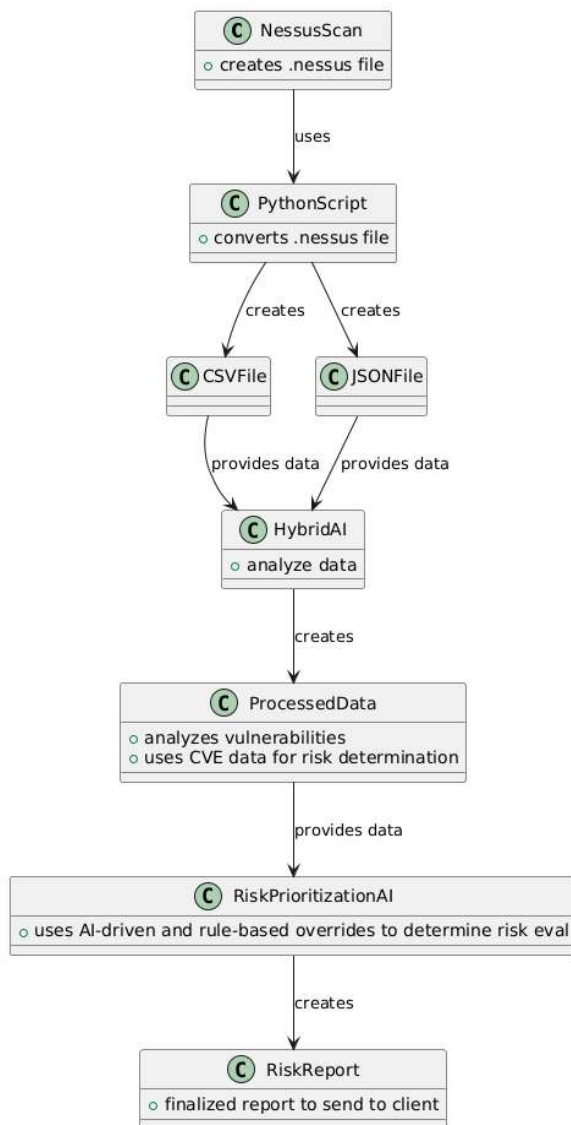 C NessusScan
creates .nessus file
uses
C PythonScript
converts .nessus file
creates
creates
C CSVFile
C JSONFile
provides data
provides data
C HybridAI
analyze data
creates
C ProcessedData
analyzes vulnerabilities
uses CVE data for risk determination
provides data
C RiskPrioritizationAI
uses AI-driven and rule-based overrides to determine risk eval
creates
C RiskReport
finalized report to send to client